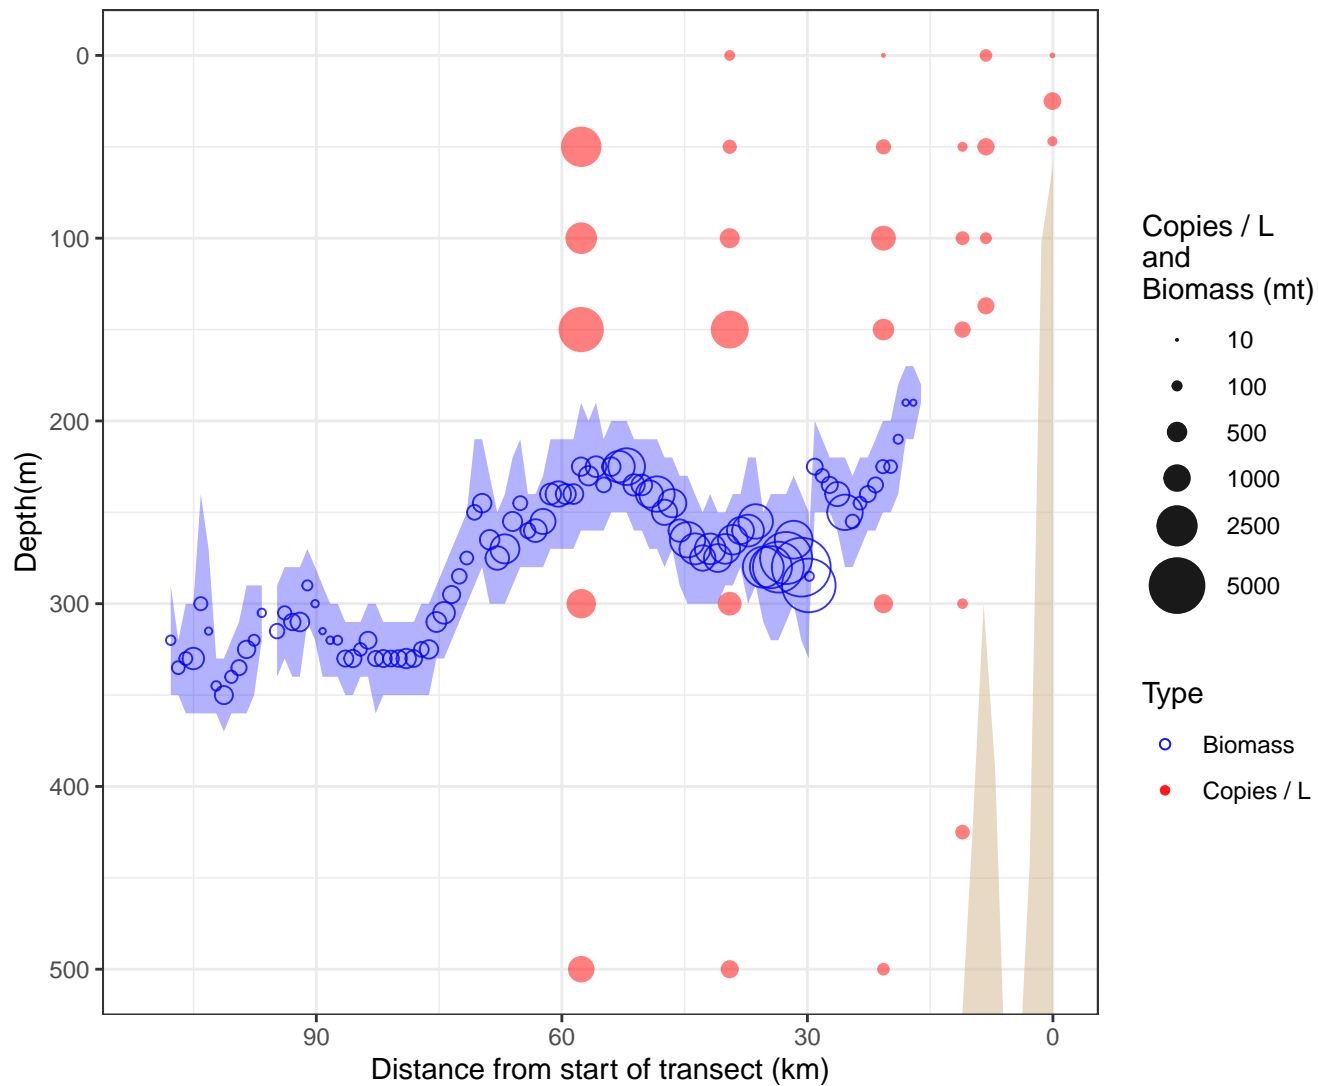 0
100
200
300
400
500
Depth(m)
90
60
30
0
Distance from start of transect (km)
Copies / L
and
Biomass (mt)
10
100
500
1000
2500
5000
Type
Biomass
Copies / L